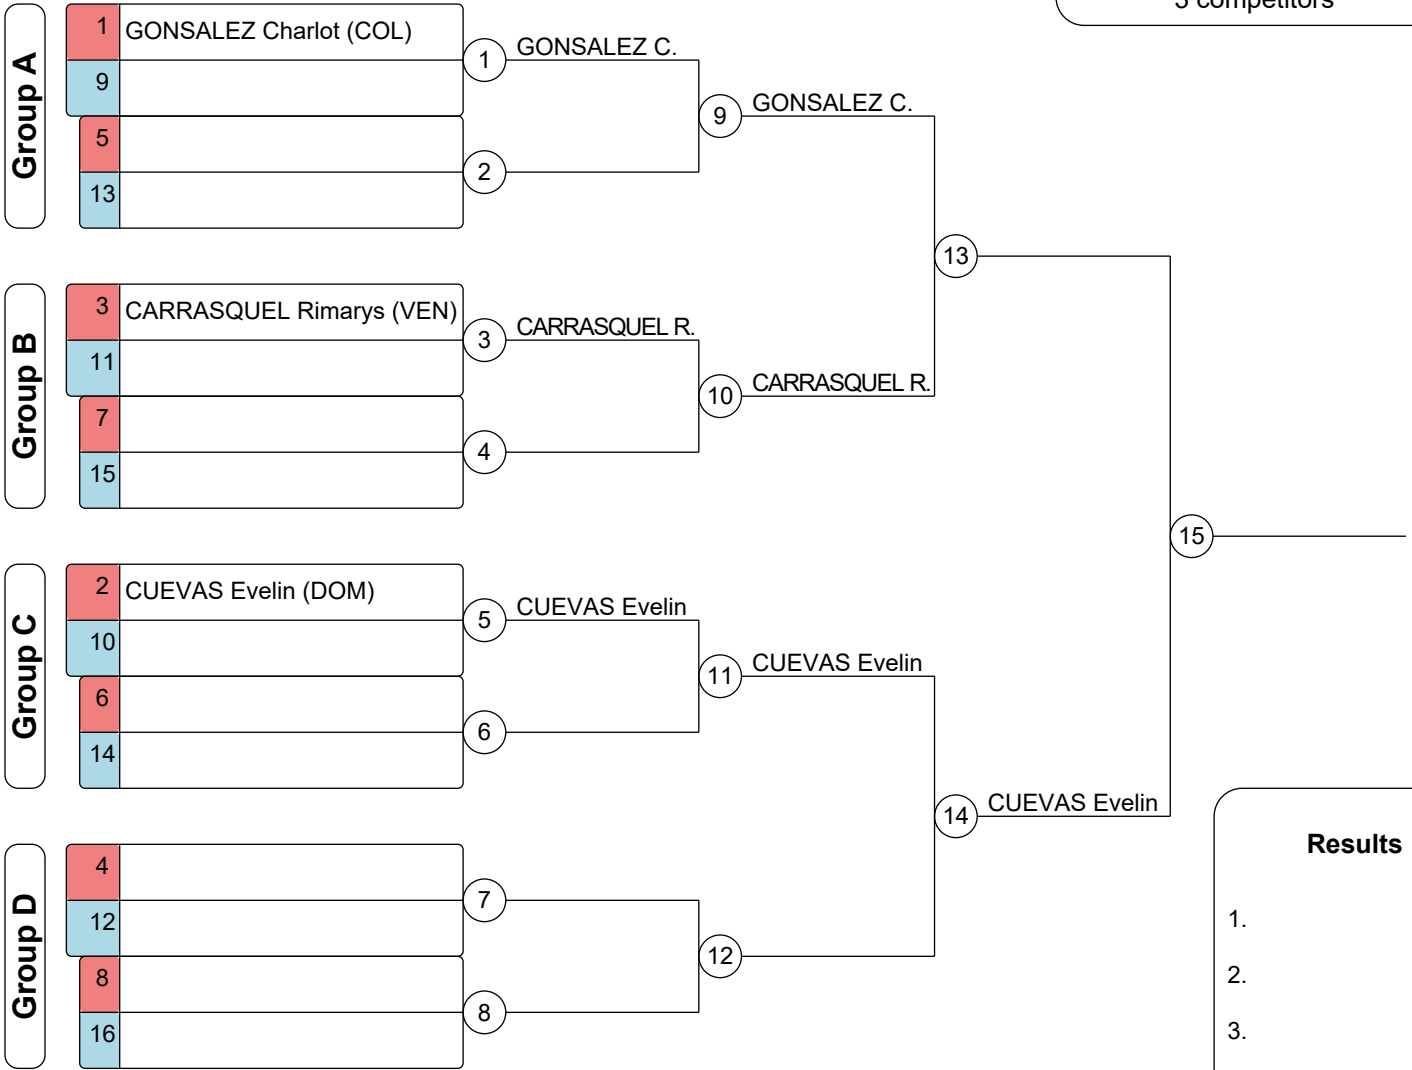 3 competitors
Group A
1 GONSALEZ Charlot (COL)
9
5
13
1 GONSALEZ C.
2
9 GONSALEZ C.
13
Group B
3 CARRASQUEL Rimarys (VEN)
11
7
15
3 CARRASQUEL R.
4
10 CARRASQUEL R.
15
Group C
2 CUEVAS Evelin (DOM)
10
6
14
5 CUEVAS Evelin
6
11 CUEVAS Evelin
14 CUEVAS Evelin
Group D
4
12
8
16
7
8
12
Results
1.
2.
3.